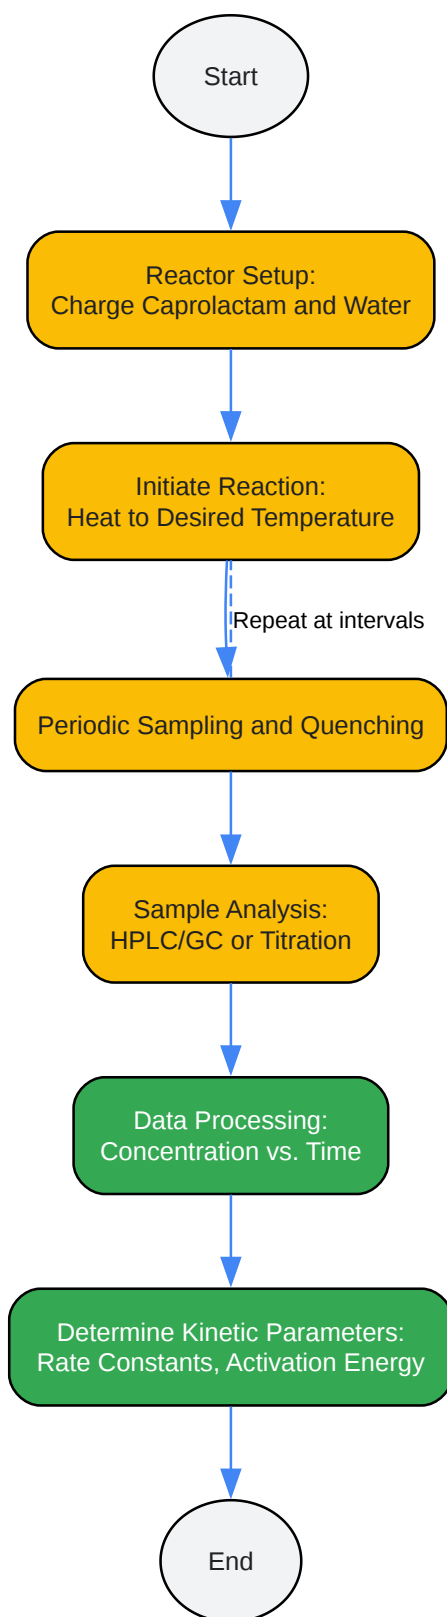 Start
Reactor Setup:
Charge Caprolactam and Water
Initiate Reaction:
Heat to Desired Temperature
Repeat at intervals
Periodic Sampling and Quenching
Sample Analysis:
HPLC/GC or Titration
Data Processing:
Concentration vs. Time
Determine Kinetic Parameters:
Rate Constants, Activation Energy
End